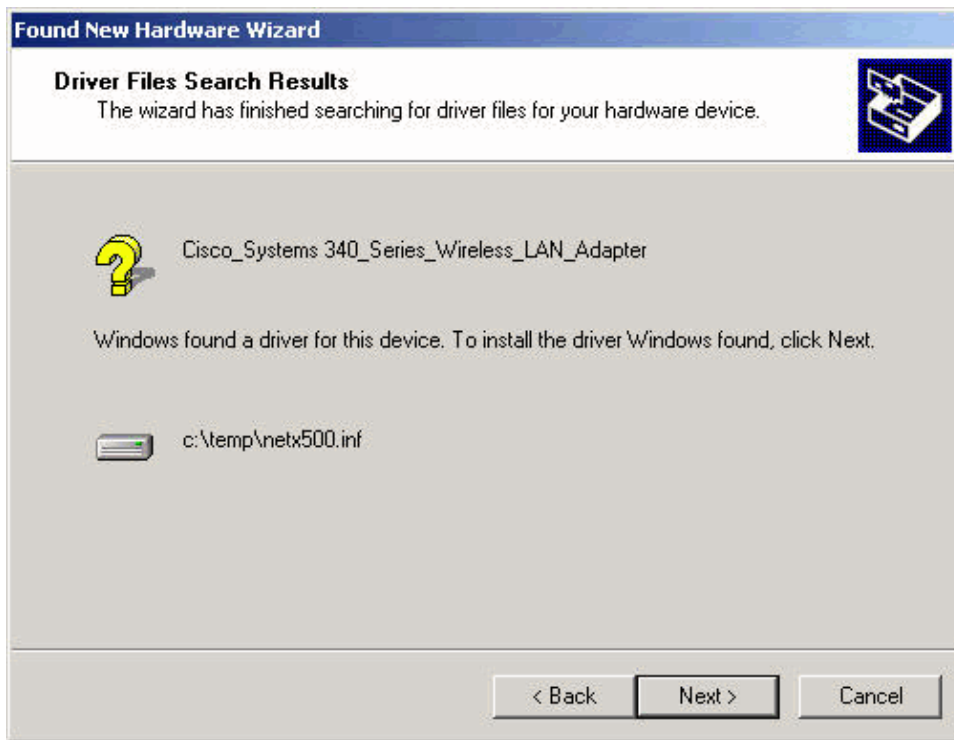 Found New Hardware Wizard
Driver Files Search Results
The wizard has finished searching for driver files for your hardware device.
Cisco_Systems 340_Series_Wireless_LAN_Adapter
Windows found a driver for this device. To install the driver Windows found, click Next.
c:\temp\netx500.inf
< Back
Next >
Cancel